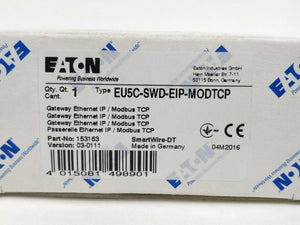 EATON
Powering Business Worldwide
Eaton Industries GmbH
Hein-Moeller Str. 7-11
53115 Bonn, Germany
Qty. Qt. 1 Type EU5C-SWD-EIP-MODTCP
Cant.
Gateway Ethernet IP / Modbus TCP
Gateway Ethernet IP / Modbus TCP
Gateway Ethernet IP / Modbus TCP
Passerelle Ethernet IP / Modbus TCP
Part-No: 153163 SmartWire-DT
Version: 03-0111 Made in Germany 04M2016
4 015081 498901